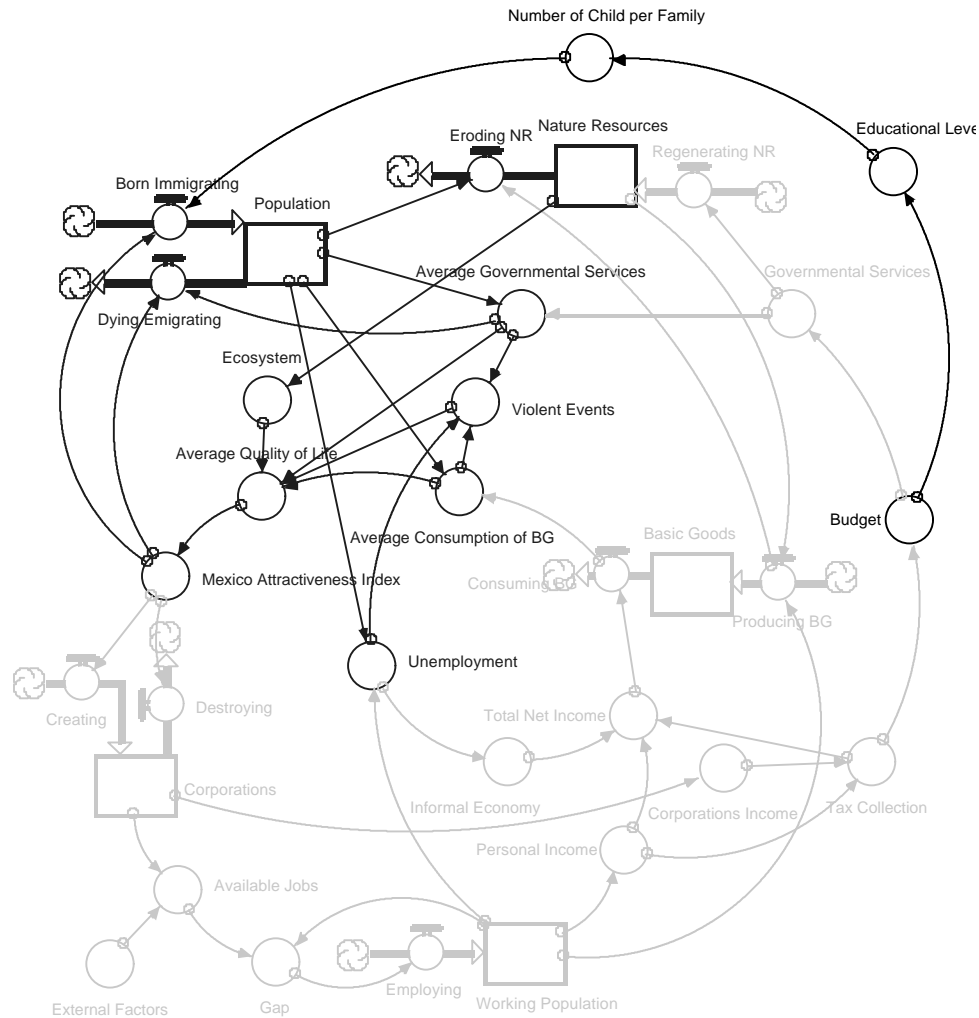 Number of Child per Family
Educational Leve
Eroding NR
Nature Resources
Regenerating NR
Born Immigrating
Population
Average Governmental Services
Governmental Services
Dying Emigrating
Ecosystem
Violent Events
Average Quality of Life
Budget
Average Consumption of BG
Basic Goods
Mexico Attractiveness Index
Consuming BG
Producing BG
Unemployment
Creating
Destroying
Total Net Income
Corporations
Informal Economy
Corporations Income
Tax Collection
Personal Income
Available Jobs
External Factors
Gap
Employing
Working Population